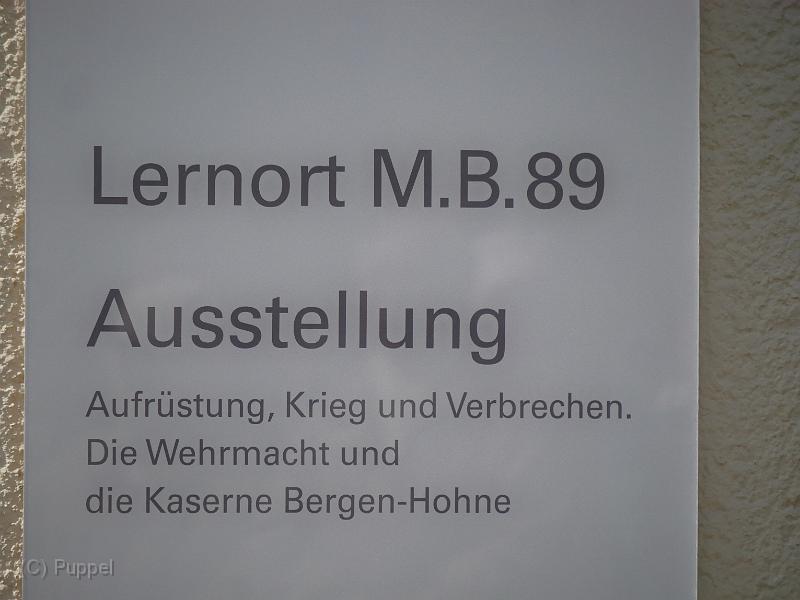 Lernort M.B.89
Ausstellung
Aufrüstung, Krieg und Verbrechen.
Die Wehrmacht und
die Kaserne Bergen-Hohne
C) Puppel